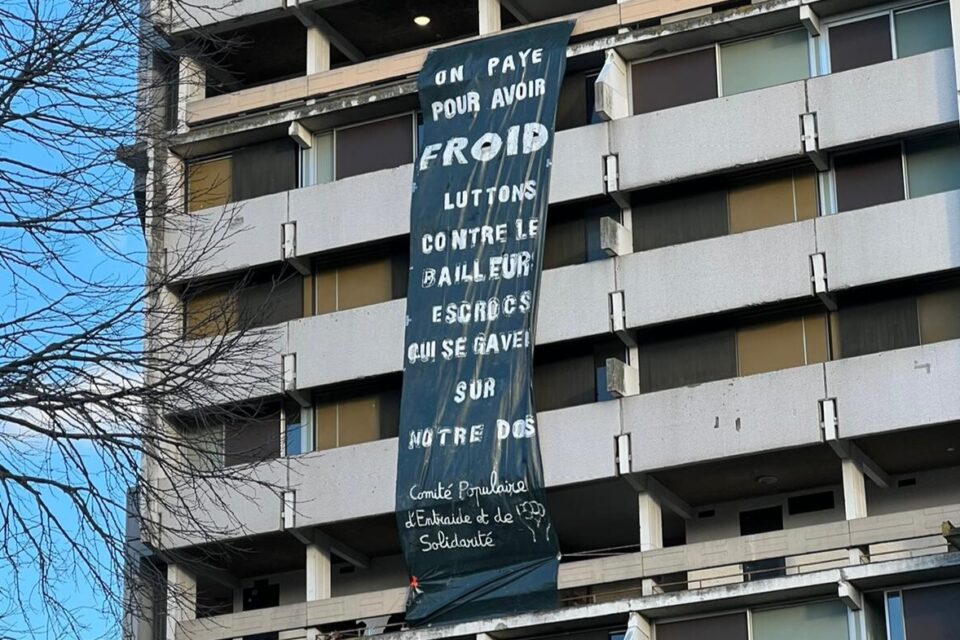 ON PAYE
POUR AVOIR
FROID
LUTTONS
CONTRE LE
BAILLEUR
ESCROCS
QUI SE GAVE
SUR
NOTRE DOS
Comité Populaire
d'Entraide et de
Solidarité